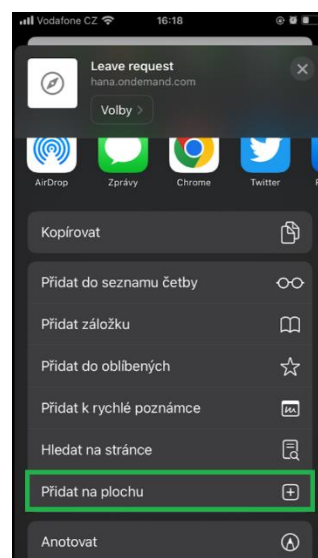 Vodafone CZ 16:18
Leave request
hana.ondemand.com
Volby
AirDrop Zprávy Chrome Twitter
Kopírovat
Přidat do seznamu četby
Přidat záložku
Přidat do oblíbených
Přidat k rychlé poznámce
Hledat na stránce
Přidat na plochu
Anotovat